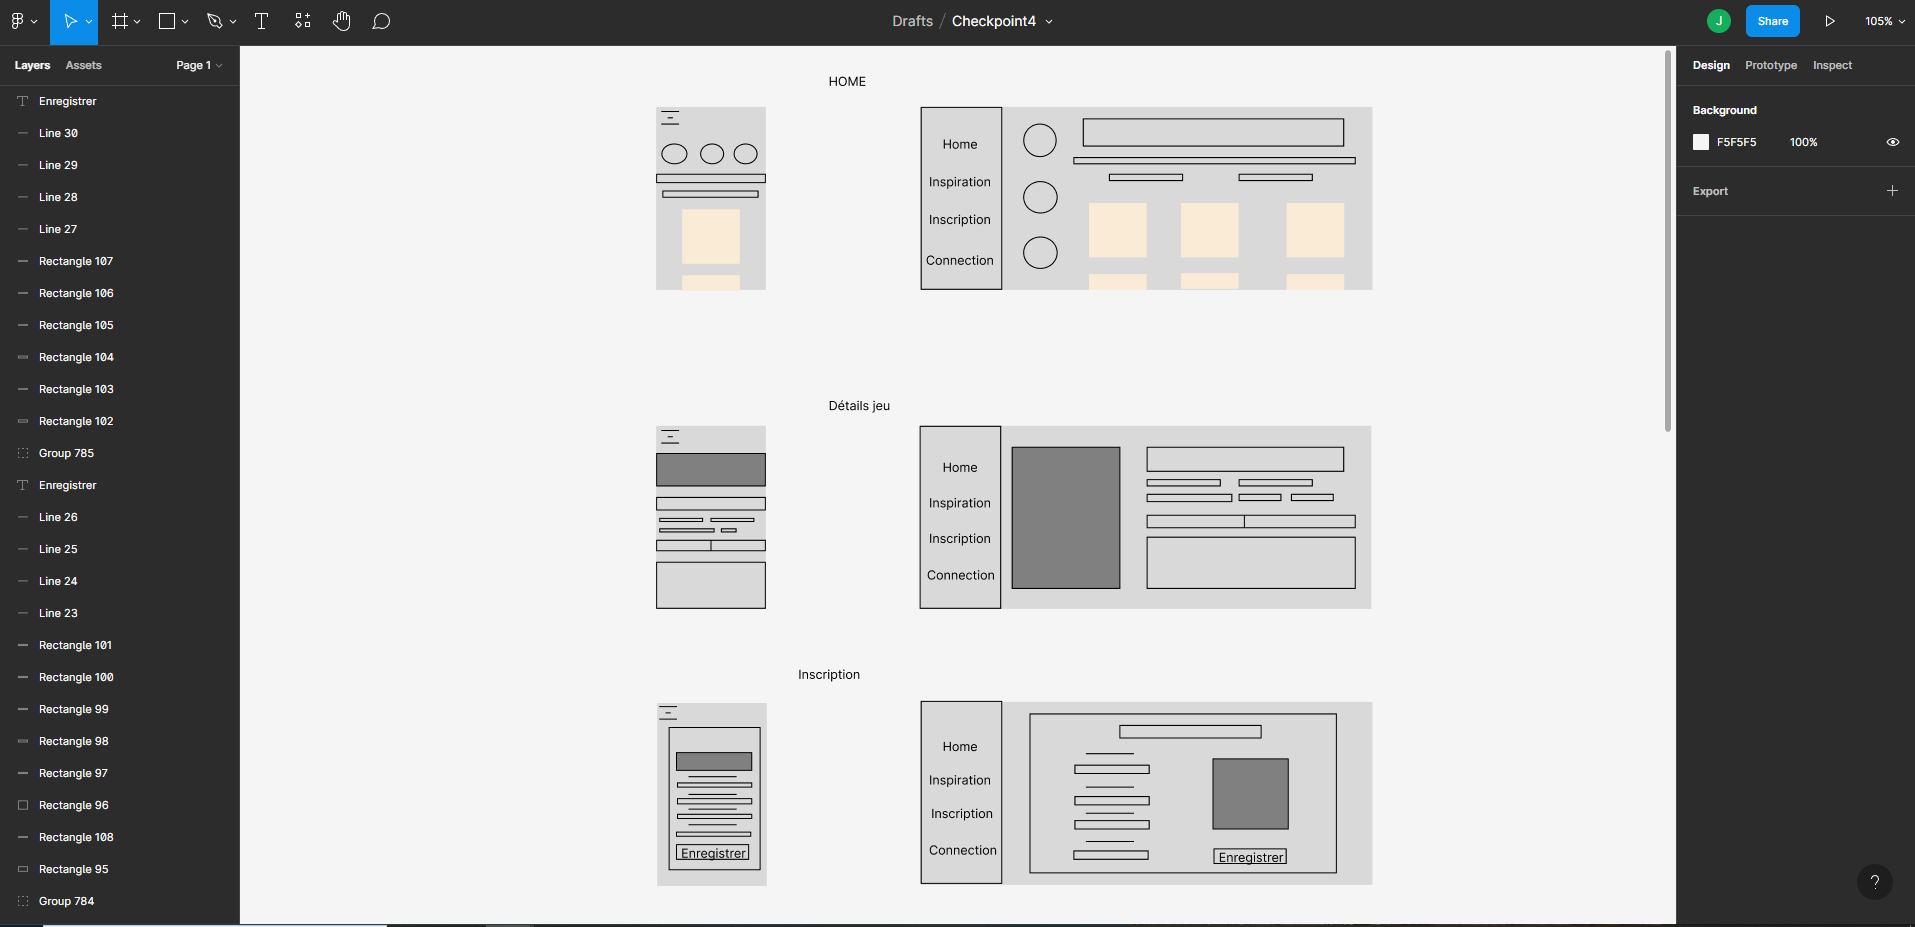 Drafts / Checkpoint4
J
Share
105%
Layers
Assets
Page 1
Enregistrer
Line 30
Line 29
Line 28
Line 27
Rectangle 107
Rectangle 106
Rectangle 105
Rectangle 104
Rectangle 103
Rectangle 102
Group 785
Enregistrer
Line 26
Line 25
Line 24
Line 23
Rectangle 101
Rectangle 100
Rectangle 99
Rectangle 98
Rectangle 97
Rectangle 96
Rectangle 108
Rectangle 95
Group 784
HOME
Home
Inspiration
Inscription
Connection
Détails jeu
Home
Inspiration
Inscription
Connection
Inscription
Enregistrer
Home
Inspiration
Inscription
Connection
Enregistrer
Design
Prototype
Inspect
Background
F5F5F5
100%
Export
?